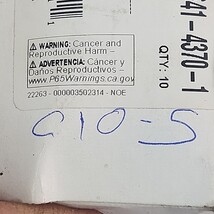 ⚠ WARNING: Cancer and
Reproductive Harm –
⚠ ADVERTENCIA: Cáncer y
Daños Reproductivos –
www.P65Warnings.ca.gov
22263 - 000003502314 - NOE
41-4370-1
QTY: 10
C10-5